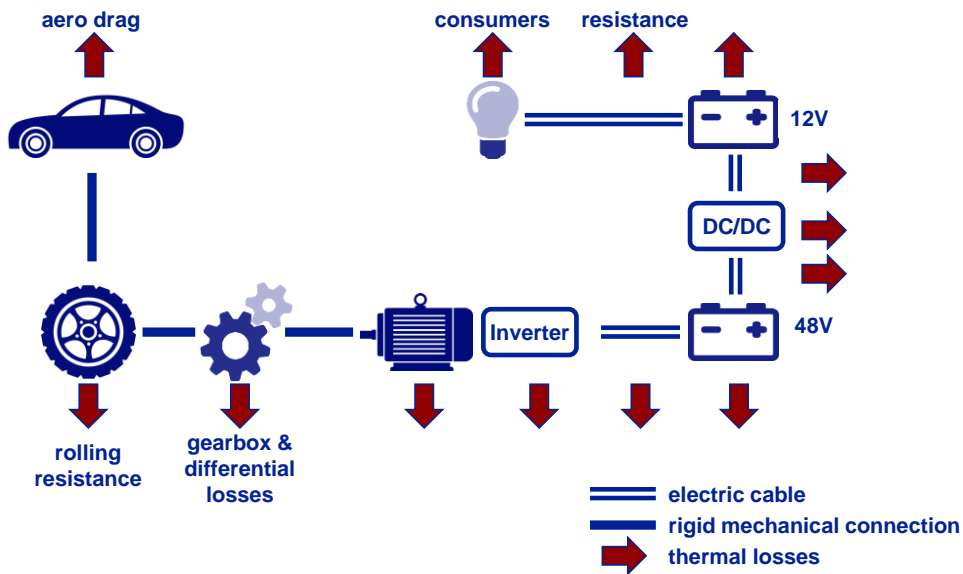 aero drag
consumers
resistance
12V
DC/DC
Inverter
48V
rolling
resistance
gearbox &
differential
losses
electric cable
rigid mechanical connection
thermal losses